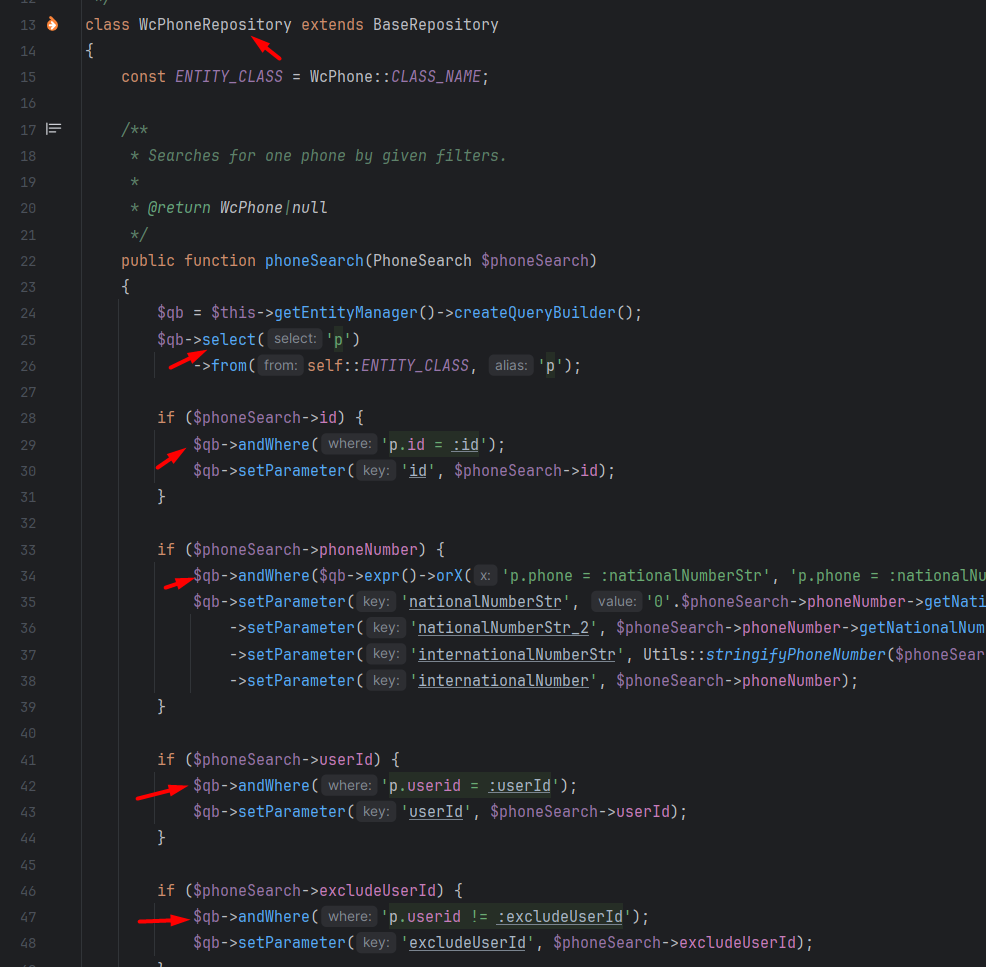 12 */
13 class WcPhoneRepository extends BaseRepository
14 {
15 const ENTITY_CLASS = WcPhone::CLASS_NAME;
16
17 /**
18 * Searches for one phone by given filters.
19 *
20 * @return WcPhone|null
21 */
22 public function phoneSearch(PhoneSearch $phoneSearch)
23 {
24 $qb = $this->getEntityManager()->createQueryBuilder();
25 $qb->select( select: 'p')
26 ->from( from: self::ENTITY_CLASS, alias: 'p');
27
28 if ($phoneSearch->id) {
29 $qb->andWhere( where: 'p.id = :id');
30 $qb->setParameter( key: 'id', $phoneSearch->id);
31 }
32
33 if ($phoneSearch->phoneNumber) {
34 $qb->andWhere($qb->expr()->orX( x: 'p.phone = :nationalNumberStr', 'p.phone = :nationalNu
35 $qb->setParameter( key: 'nationalNumberStr', value: '0'.$phoneSearch->phoneNumber->getNati
36 ->setParameter( key: 'nationalNumberStr_2', $phoneSearch->phoneNumber->getNationalNum
37 ->setParameter( key: 'internationalNumberStr', Utils::stringifyPhoneNumber($phoneSear
38 ->setParameter( key: 'internationalNumber', $phoneSearch->phoneNumber);
39 }
40
41 if ($phoneSearch->userId) {
42 $qb->andWhere( where: 'p.userid = :userId');
43 $qb->setParameter( key: 'userId', $phoneSearch->userId);
44 }
45
46 if ($phoneSearch->excludeUserId) {
47 $qb->andWhere( where: 'p.userid != :excludeUserId');
48 $qb->setParameter( key: 'excludeUserId', $phoneSearch->excludeUserId);